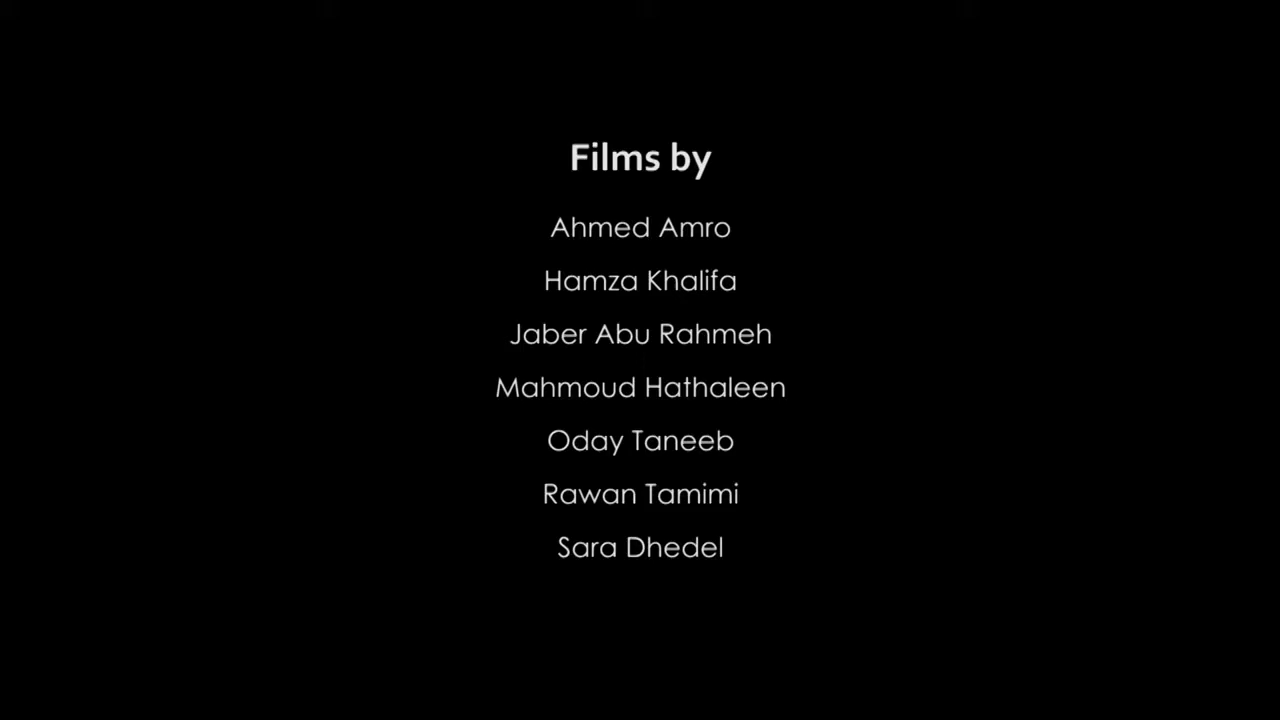 Films by
Ahmed Amro
Hamza Khalifa
Jaber Abu Rahmeh
Mahmoud Hathaleen
Oday Taneeb
Rawan Tamimi
Sara Dhedel